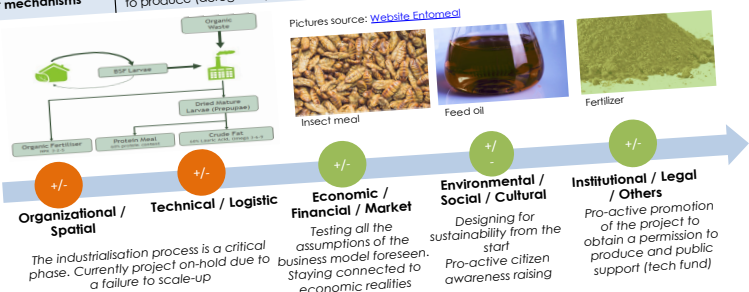 mechanisms
to produce
Pictures source: Website Entomeal
Organic
Waste
BSF Larvae
Dried Mature
Larvae (Prepupae)
Organic Fertiliser
Protein Meal
Crude Fat
Insect meal
Feed oil
Fertilizer
+/-
+/-
+/-
+/
-
+/-
Organizational /
Spatial
The industrialisation process is a critical
phase. Currently project on-hold due to
a failure to scale-up
Technical / Logistic
Economic /
Financial / Market
Testing all the
assumptions of the
business model foreseen.
Staying connected to
economic realities
Environmental /
Social / Cultural
Designing for
sustainability from the
start
Pro-active citizen
awareness raising
Institutional / Legal
/ Others
Pro-active promotion
of the project to
obtain a permission to
produce and public
support (tech fund)